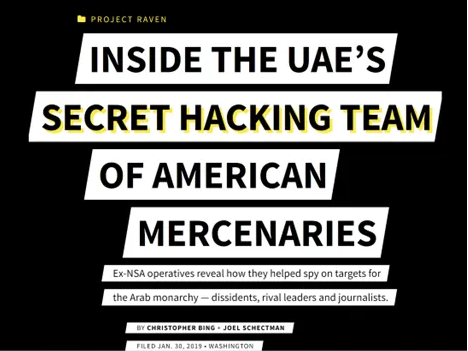 PROJECT RAVEN
INSIDE THE UAE’S
SECRET HACKING TEAM
OF AMERICAN
MERCENARIES
Ex-NSA operatives reveal how they helped spy on targets for
the Arab monarchy — dissidents, rival leaders and journalists.
BY CHRISTOPHER BING + JOEL SCHECTMAN
FILED JAN. 30, 2019 • WASHINGTON